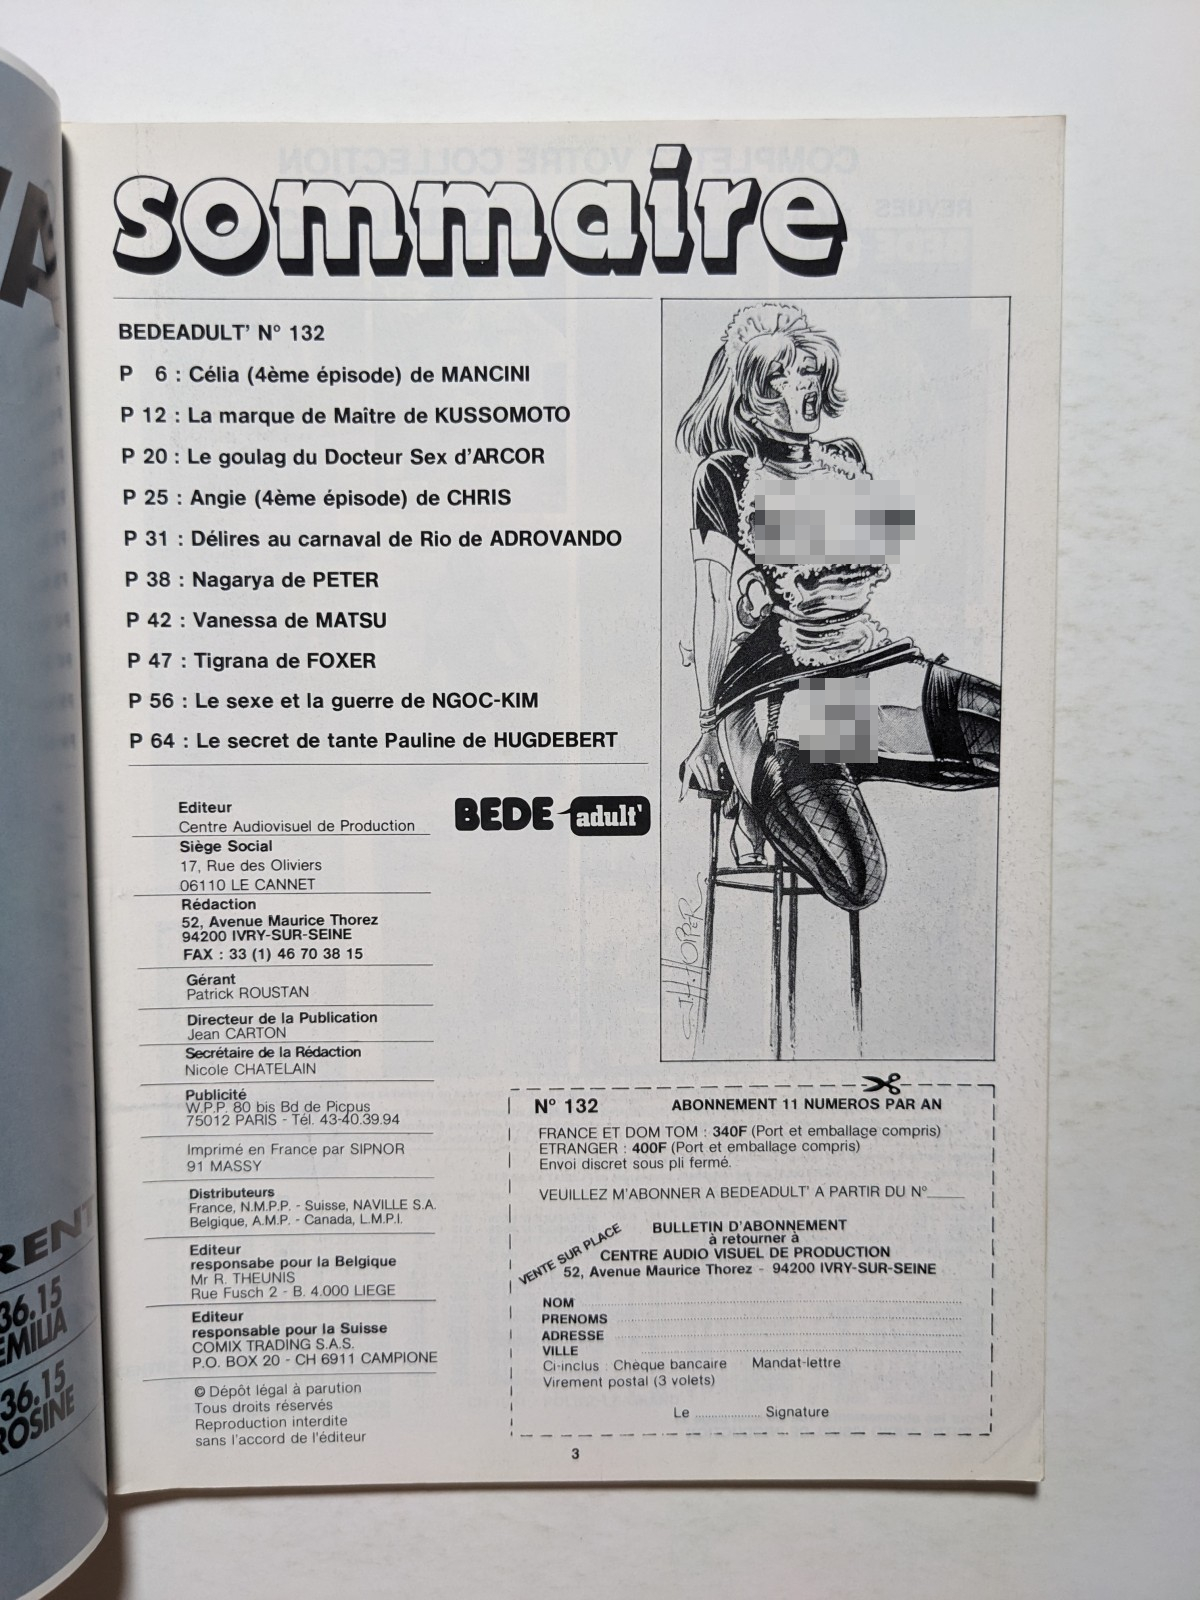 sommaire
BEDEADULT' Nº 132
P 6 : Célia (4ème épisode) de MANCINI
P 12 : La marque de Maître de KUSSOMOTO
P 20 : Le goulag du Docteur Sex d'ARCOR
P 25 : Angie (4ème épisode) de CHRIS
P 31 : Délires au carnaval de Rio de ADROVANDO
P 38 : Nagarya de PETER
P 42 : Vanessa de MATSU
P 47 : Tigrana de FOXER
P 56 : Le sexe et la guerre de NGOC-KIM
P 64 : Le secret de tante Pauline de HUGDEBERT
Editeur
Centre Audiovisuel de Production
Siège Social
17, Rue des Oliviers
06110 LE CANNET
Rédaction
52, Avenue Maurice Thorez
94200 IVRY-SUR-SEINE
FAX : 33 (1) 46 70 38 15
Gérant
Patrick ROUSTAN
Directeur de la Publication
Jean CARTON
Secrétaire de la Rédaction
Nicole CHATELAIN
Publicité
W.P.P. 80 bis Bd de Picpus
75012 PARIS - Tél. 43-40.39.94
Imprimé en France par SIPNOR
91 MASSY
Distributeurs
France, N.M.P.P. - Suisse, NAVILLE S.A.
Belgique, A.M.P. - Canada, L.M.P.I.
Editeur
responsabe pour la Belgique
Mr R. THEUNIS
Rue Fusch 2 - B. 4.000 LIEGE
Editeur
responsable pour la Suisse
COMIX TRADING S.A.S.
P.O. BOX 20 - CH 6911 CAMPIONE
© Dépôt légal à parution
Tous droits réservés
Reproduction interdite
sans l'accord de l'éditeur
BEDE adult'
HOPPER
Nº 132 ABONNEMENT 11 NUMEROS PAR AN
FRANCE ET DOM TOM : 340F (Port et emballage compris)
ETRANGER : 400F (Port et emballage compris)
Envoi discret sous pli fermé.
VEUILLEZ M'ABONNER A BEDEADULT' A PARTIR DU Nº
VENTE SUR PLACE
BULLETIN D'ABONNEMENT
à retourner à
CENTRE AUDIO VISUEL DE PRODUCTION
52, Avenue Maurice Thorez - 94200 IVRY-SUR-SEINE
NOM
PRENOMS
ADRESSE
VILLE
Ci-inclus : Chèque bancaire Mandat-lettre
Virement postal (3 volets)
Le .................... Signature
3
RENT
36.15
EMILIA
36.15
ROSINE